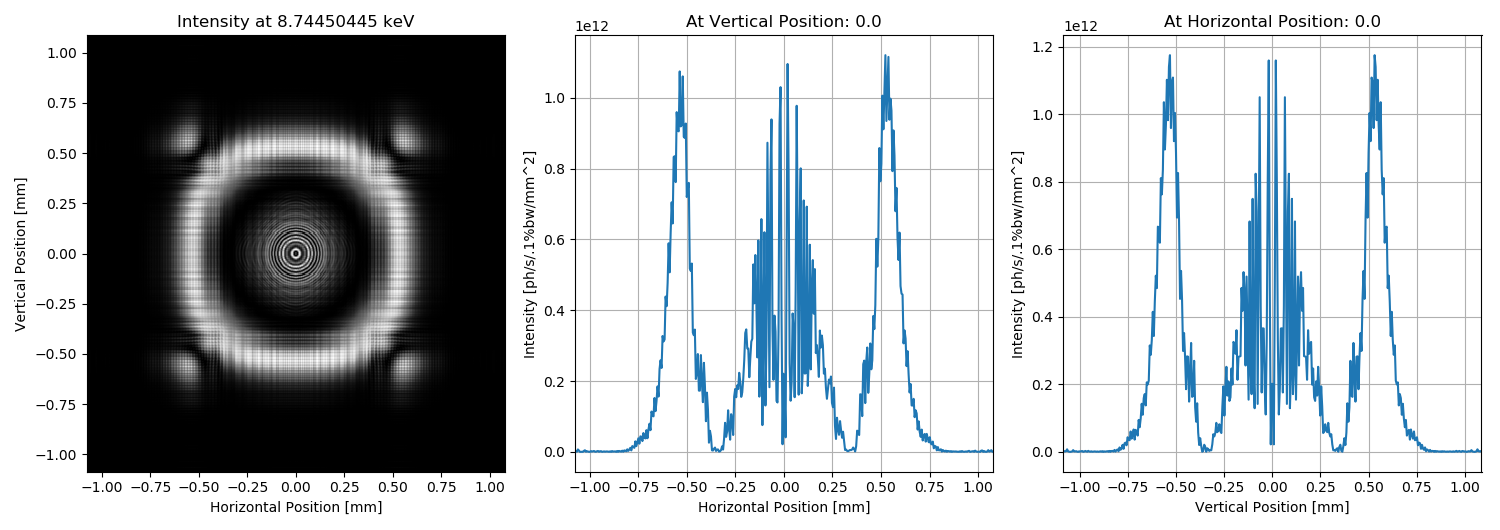 Intensity at 8.74450445 keV
1.00
0.75
0.50
0.25
0.00
−0.25
−0.50
−0.75
−1.00
Vertical Position [mm]
−1.00 −0.75 −0.50 −0.25 0.00 0.25 0.50 0.75 1.00
Horizontal Position [mm]
At Vertical Position: 0.0
1e12
1.0
0.8
0.6
0.4
0.2
0.0
Intensity [ph/s/.1%bw/mm^2]
−1.00 −0.75 −0.50 −0.25 0.00 0.25 0.50 0.75 1.00
Horizontal Position [mm]
At Horizontal Position: 0.0
1e12
1.2
1.0
0.8
0.6
0.4
0.2
0.0
Intensity [ph/s/.1%bw/mm^2]
−1.00 −0.75 −0.50 −0.25 0.00 0.25 0.50 0.75 1.00
Vertical Position [mm]